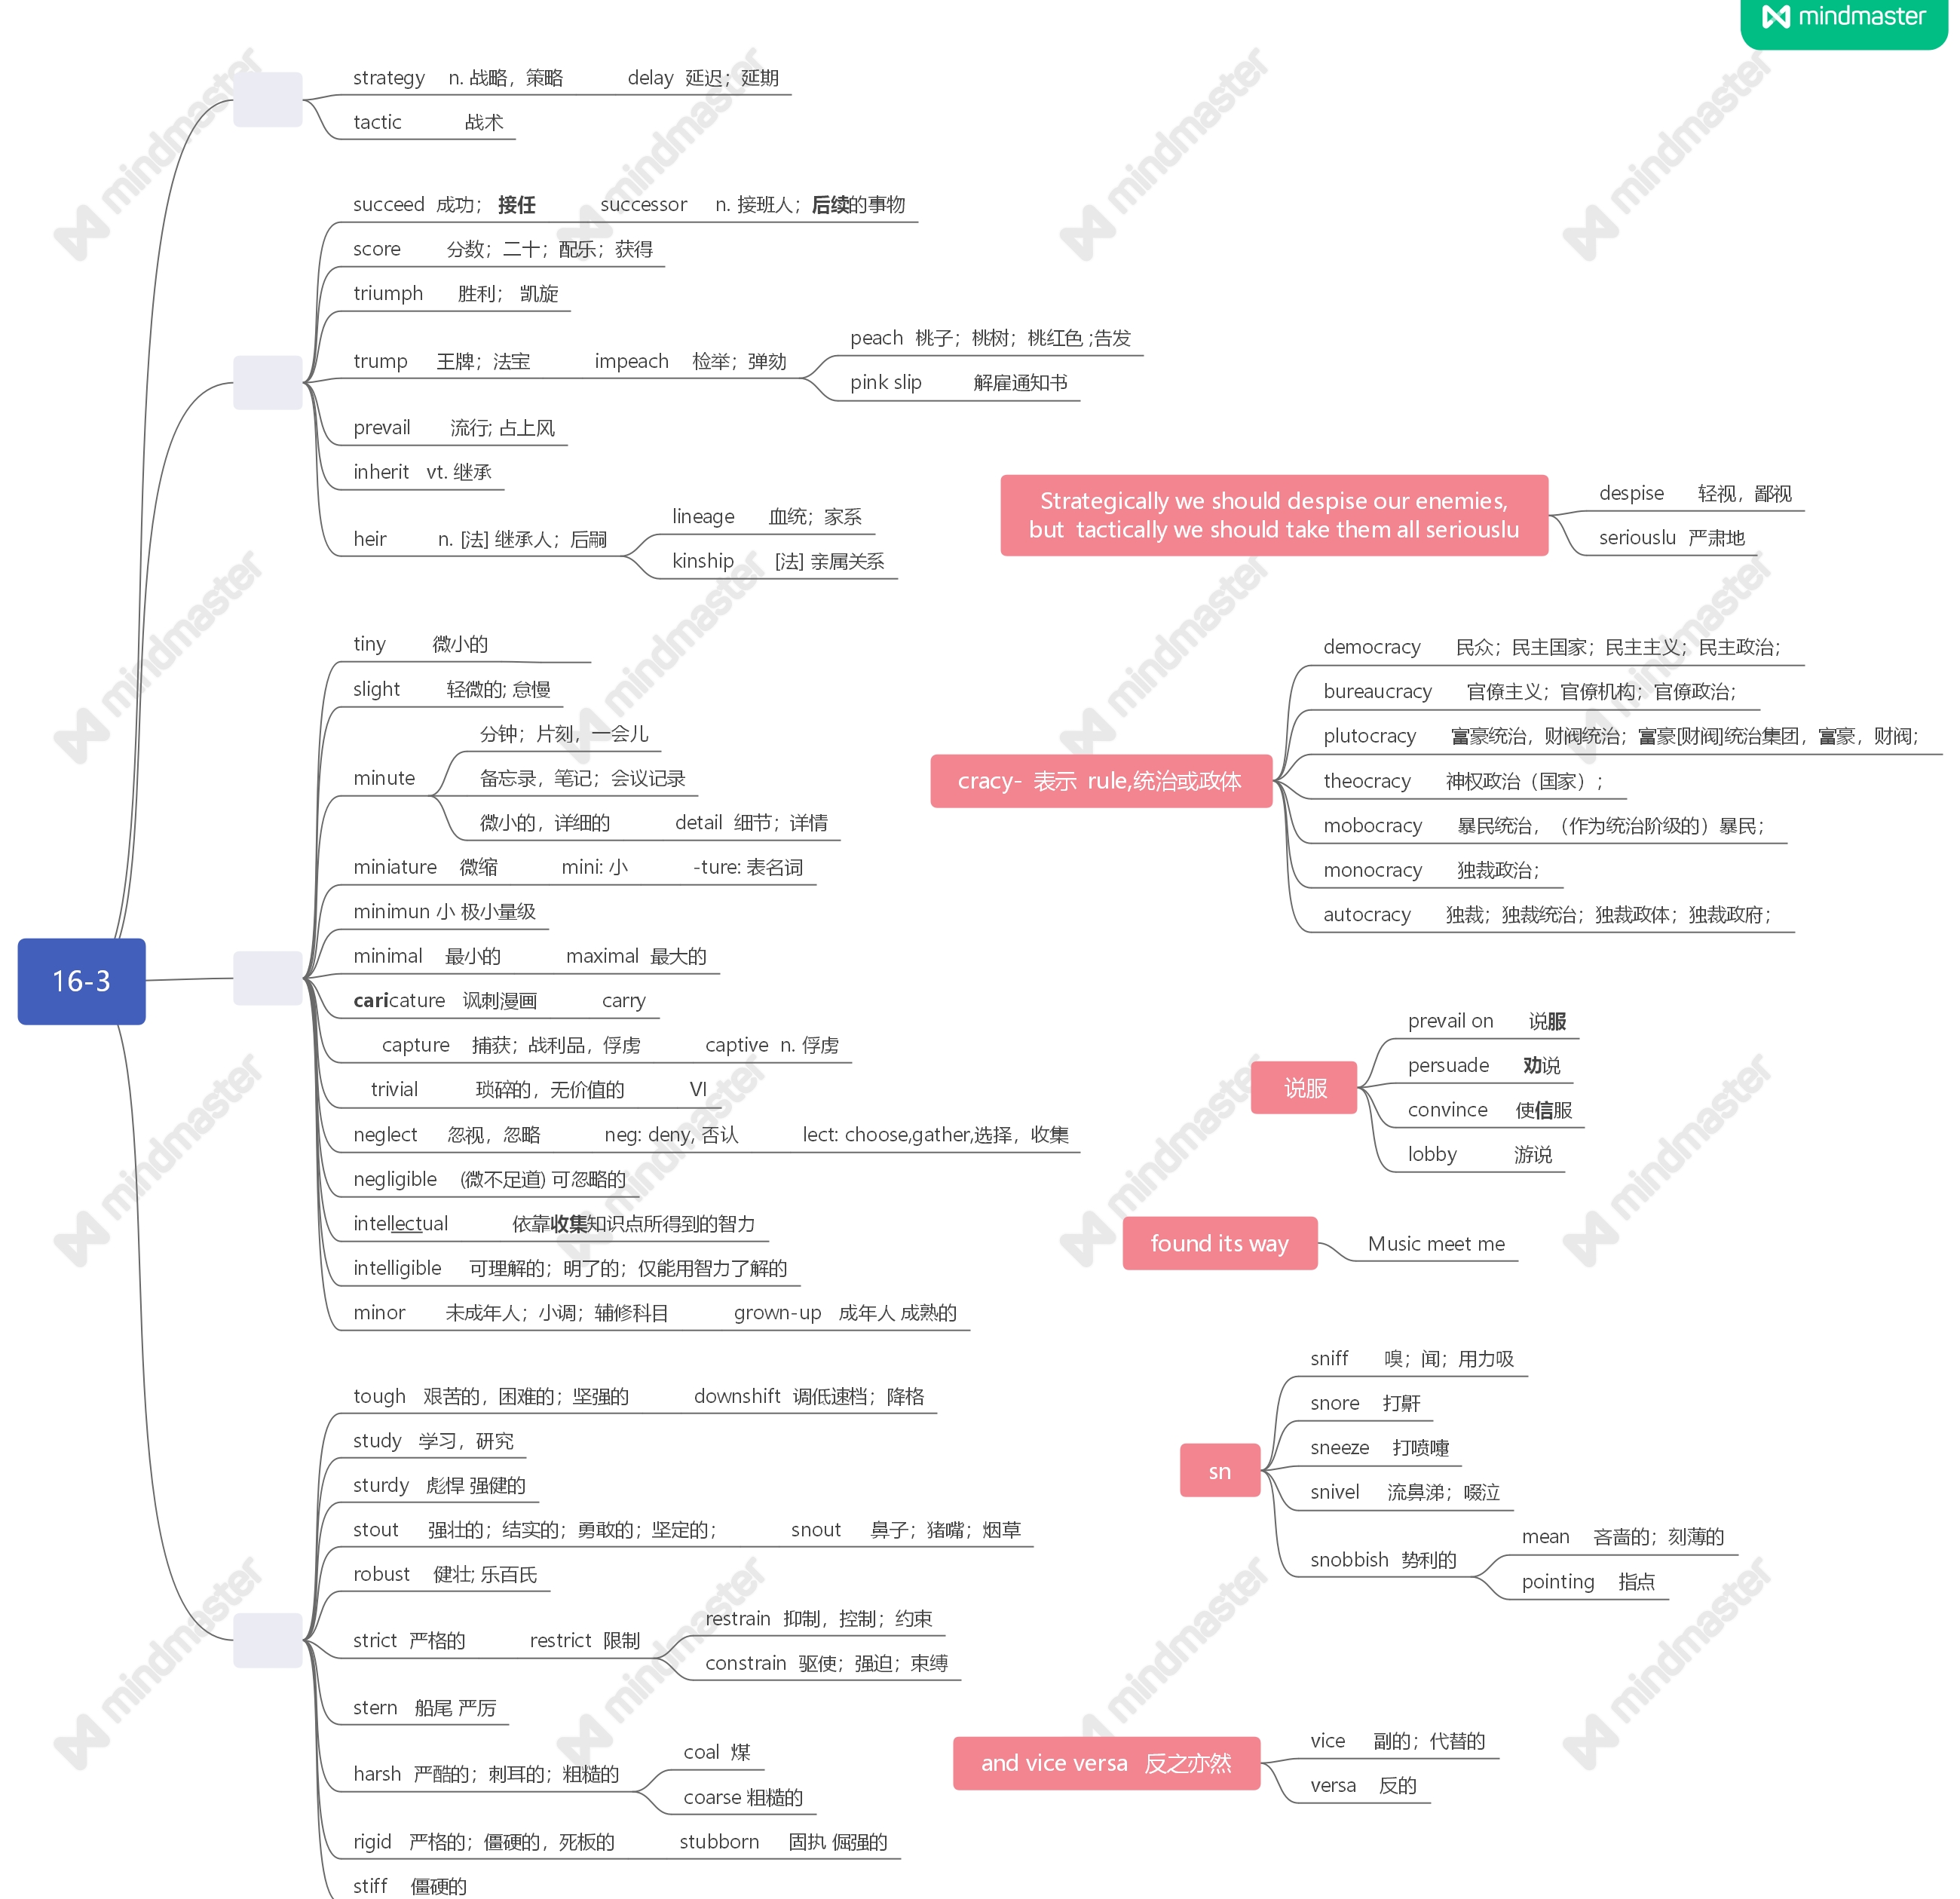 mindmaster
16-3
strategy n. 战略，策略 delay 延迟；延期
tactic 战术
succeed 成功； 接任 successor n. 接班人；后续的事物
score 分数；二十；配乐；获得
triumph 胜利； 凯旋
trump 王牌；法宝 impeach 检举；弹劾
peach 桃子；桃树；桃红色 ;告发
pink slip 解雇通知书
prevail 流行; 占上风
inherit vt. 继承
heir n. [法] 继承人；后嗣
lineage 血统；家系
kinship [法] 亲属关系
tiny 微小的
slight 轻微的; 怠慢
minute
分钟；片刻，一会儿
备忘录，笔记；会议记录
微小的，详细的 detail 细节；详情
miniature 微缩 mini: 小 -ture: 表名词
minimun 小 极小量级
minimal 最小的 maximal 最大的
caricature 讽刺漫画 carry
capture 捕获；战利品，俘虏 captive n. 俘虏
trivial 琐碎的，无价值的 VI
neglect 忽视，忽略 neg: deny, 否认 lect: choose,gather,选择，收集
negligible (微不足道) 可忽略的
intellectual 依靠收集知识点所得到的智力
intelligible 可理解的；明了的；仅能用智力了解的
minor 未成年人；小调；辅修科目 grown-up 成年人 成熟的
tough 艰苦的，困难的；坚强的 downshift 调低速档；降格
study 学习，研究
sturdy 彪悍 强健的
stout 强壮的；结实的；勇敢的；坚定的； snout 鼻子；猪嘴；烟草
robust 健壮; 乐百氏
strict 严格的 restrict 限制
restrain 抑制，控制；约束
constrain 驱使；强迫；束缚
stern 船尾 严厉
harsh 严酷的；刺耳的；粗糙的
coal 煤
coarse 粗糙的
rigid 严格的；僵硬的，死板的 stubborn 固执 倔强的
stiff 僵硬的
Strategically we should despise our enemies,
but tactically we should take them all seriouslu
despise 轻视，鄙视
seriouslu 严肃地
cracy- 表示 rule,统治或政体
democracy 民众；民主国家；民主主义；民主政治；
bureaucracy 官僚主义；官僚机构；官僚政治；
plutocracy 富豪统治，财阀统治；富豪[财阀]统治集团，富豪，财阀；
theocracy 神权政治（国家）；
mobocracy 暴民统治，（作为统治阶级的）暴民；
monocracy 独裁政治；
autocracy 独裁；独裁统治；独裁政体；独裁政府；
说服
prevail on 说服
persuade 劝说
convince 使信服
lobby 游说
found its way
Music meet me
sn
sniff 嗅；闻；用力吸
snore 打鼾
sneeze 打喷嚏
snivel 流鼻涕；啜泣
snobbish 势利的
mean 吝啬的；刻薄的
pointing 指点
and vice versa 反之亦然
vice 副的；代替的
versa 反的